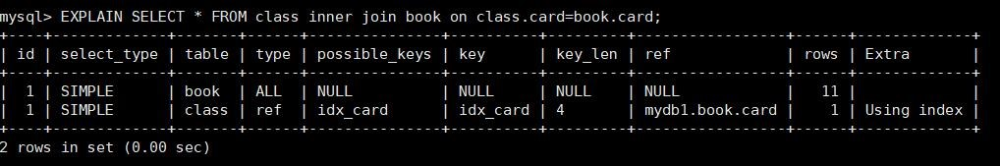 mysql> EXPLAIN SELECT * FROM class inner join book on class.card=book.card;
+----+-------------+-------+------+---------------+----------+---------+-----------------+------+-------------+
| id | select_type | table | type | possible_keys | key      | key_len | ref             | rows | Extra       |
+----+-------------+-------+------+---------------+----------+---------+-----------------+------+-------------+
|  1 | SIMPLE      | book  | ALL  | NULL          | NULL     | NULL    | NULL            |   11 |             |
|  1 | SIMPLE      | class | ref  | idx_card      | idx_card | 4       | mydb1.book.card |    1 | Using index |
+----+-------------+-------+------+---------------+----------+---------+-----------------+------+-------------+
2 rows in set (0.00 sec)